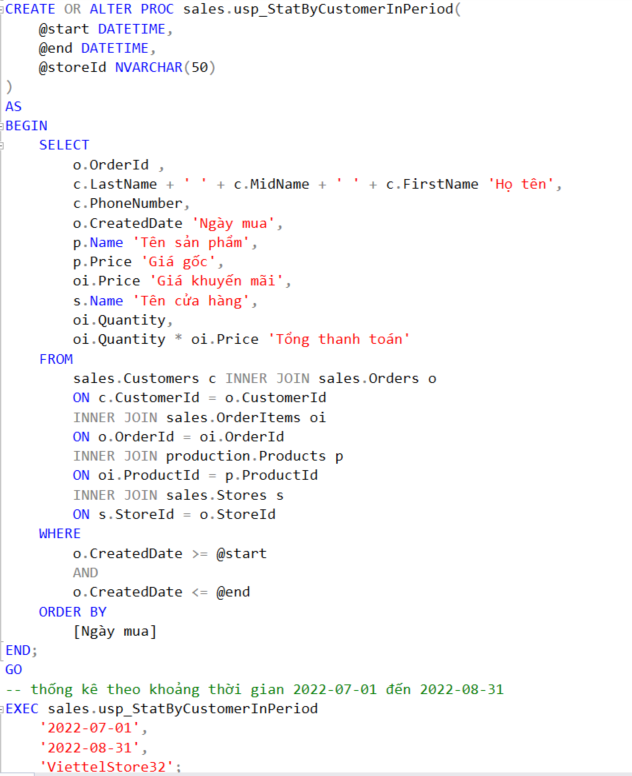 CREATE OR ALTER PROC sales.usp_StatByCustomerInPeriod(
    @start DATETIME,
    @end DATETIME,
    @storeId NVARCHAR(50)
)
AS
BEGIN
    SELECT
        o.OrderId ,
        c.LastName + ' ' + c.MidName + ' ' + c.FirstName 'Họ tên',
        c.PhoneNumber,
        o.CreatedDate 'Ngày mua',
        p.Name 'Tên sản phẩm',
        p.Price 'Giá gốc',
        oi.Price 'Giá khuyến mãi',
        s.Name 'Tên cửa hàng',
        oi.Quantity,
        oi.Quantity * oi.Price 'Tổng thanh toán'
    FROM
        sales.Customers c INNER JOIN sales.Orders o
        ON c.CustomerId = o.CustomerId
        INNER JOIN sales.OrderItems oi
        ON o.OrderId = oi.OrderId
        INNER JOIN production.Products p
        ON oi.ProductId = p.ProductId
        INNER JOIN sales.Stores s
        ON s.StoreId = o.StoreId
    WHERE
        o.CreatedDate >= @start
        AND
        o.CreatedDate <= @end
    ORDER BY
        [Ngày mua]
END;
GO
-- thống kê theo khoảng thời gian 2022-07-01 đến 2022-08-31
EXEC sales.usp_StatByCustomerInPeriod
    '2022-07-01',
    '2022-08-31',
    'ViettelStore32';